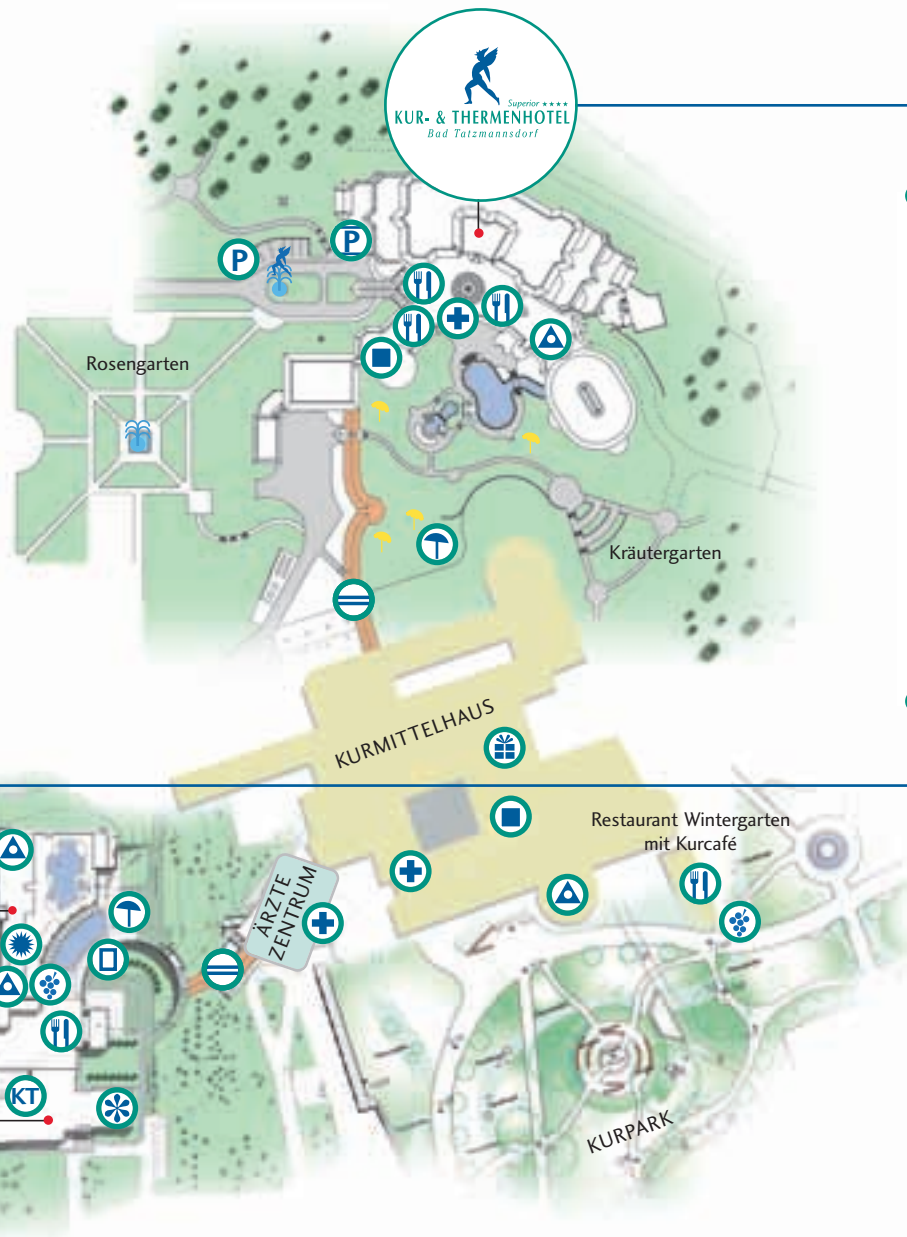 Superior ★★★★
KUR- & THERMENHOTEL
Bad Tatzmannsdorf
P
P
Rosengarten
Kräutergarten
KURMITTELHAUS
Restaurant Wintergarten
mit Kurcafé
ÄRZTE
ZENTRUM
KT
KURPARK